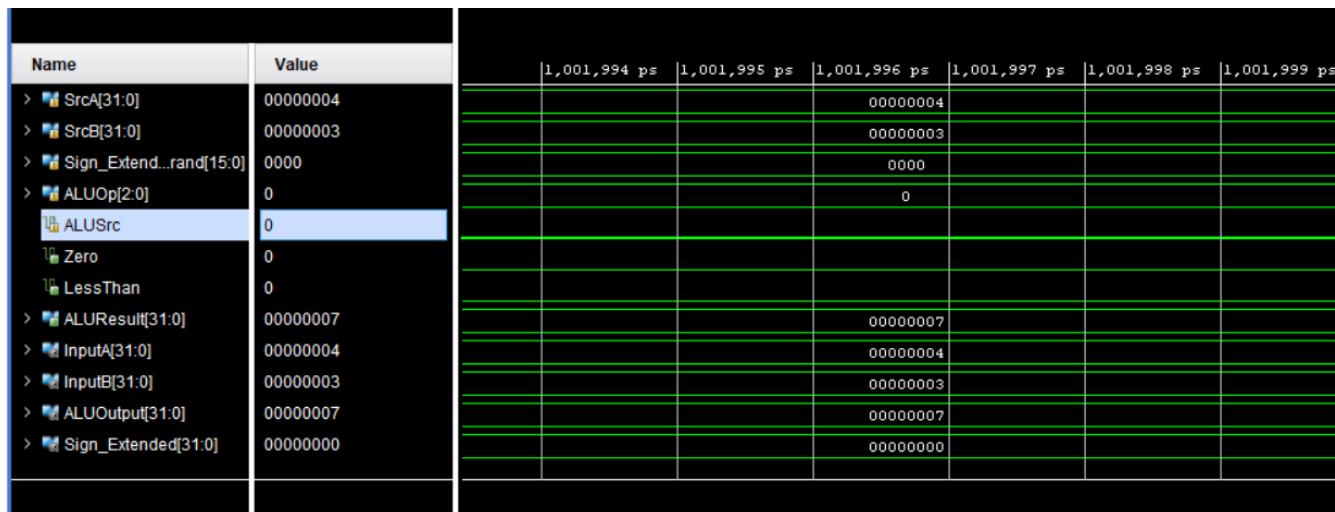 Name Value
1,001,994 ps 1,001,995 ps 1,001,996 ps 1,001,997 ps 1,001,998 ps 1,001,999 ps
> SrcA[31:0] 00000004 00000004
> SrcB[31:0] 00000003 00000003
> Sign_Extend...rand[15:0] 0000 0000
> ALUOp[2:0] 0 0
ALUSrc 0
Zero 0
LessThan 0
> ALUResult[31:0] 00000007 00000007
> InputA[31:0] 00000004 00000004
> InputB[31:0] 00000003 00000003
> ALUOutput[31:0] 00000007 00000007
> Sign_Extended[31:0] 00000000 00000000